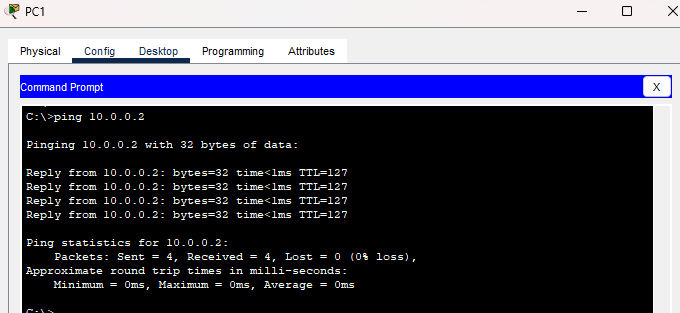 PC1
Physical Config Desktop Programming Attributes
Command Prompt X
C:\>ping 10.0.0.2
Pinging 10.0.0.2 with 32 bytes of data:
Reply from 10.0.0.2: bytes=32 time<1ms TTL=127
Reply from 10.0.0.2: bytes=32 time<1ms TTL=127
Reply from 10.0.0.2: bytes=32 time<1ms TTL=127
Reply from 10.0.0.2: bytes=32 time<1ms TTL=127
Ping statistics for 10.0.0.2:
Packets: Sent = 4, Received = 4, Lost = 0 (0% loss),
Approximate round trip times in milli-seconds:
Minimum = 0ms, Maximum = 0ms, Average = 0ms
C:\>